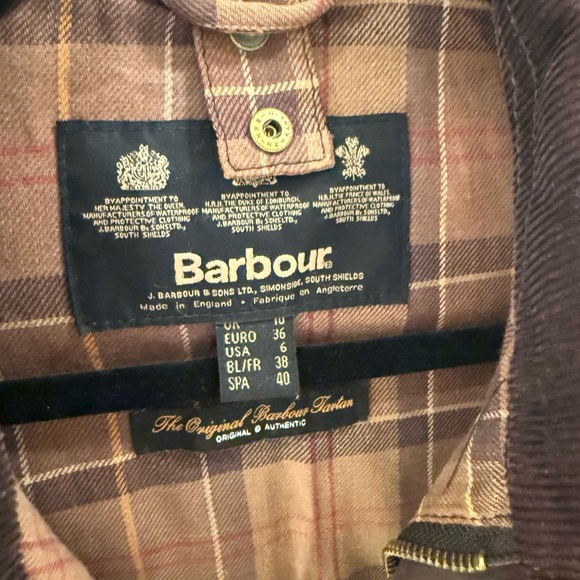 BY APPOINTMENT TO
HER MAJESTY THE QUEEN
MANUFACTURERS OF WATERPROOF
AND PROTECTIVE CLOTHING
J. BARBOUR & SONS LTD.,
SOUTH SHIELDS
BY APPOINTMENT TO
H.R.H. THE DUKE OF EDINBURGH,
MANUFACTURERS OF WATERPROOF
AND PROTECTIVE CLOTHING
J. BARBOUR & SONS LTD.,
SOUTH SHIELDS
BY APPOINTMENT TO
H.R.H. THE PRINCE OF WALES,
MANUFACTURERS OF WATERPROOF
AND PROTECTIVE CLOTHING
J. BARBOUR & SONS LTD.,
SOUTH SHIELDS
Barbour®
J. BARBOUR & SONS LTD., SIMONSIDE, SOUTH SHIELDS
Made in England • Fabrique en Angleterre
UK 10
EURO 36
USA 6
BL/FR 38
SPA 40
The Original Barbour Tartan
ORIGINAL & AUTHENTIC